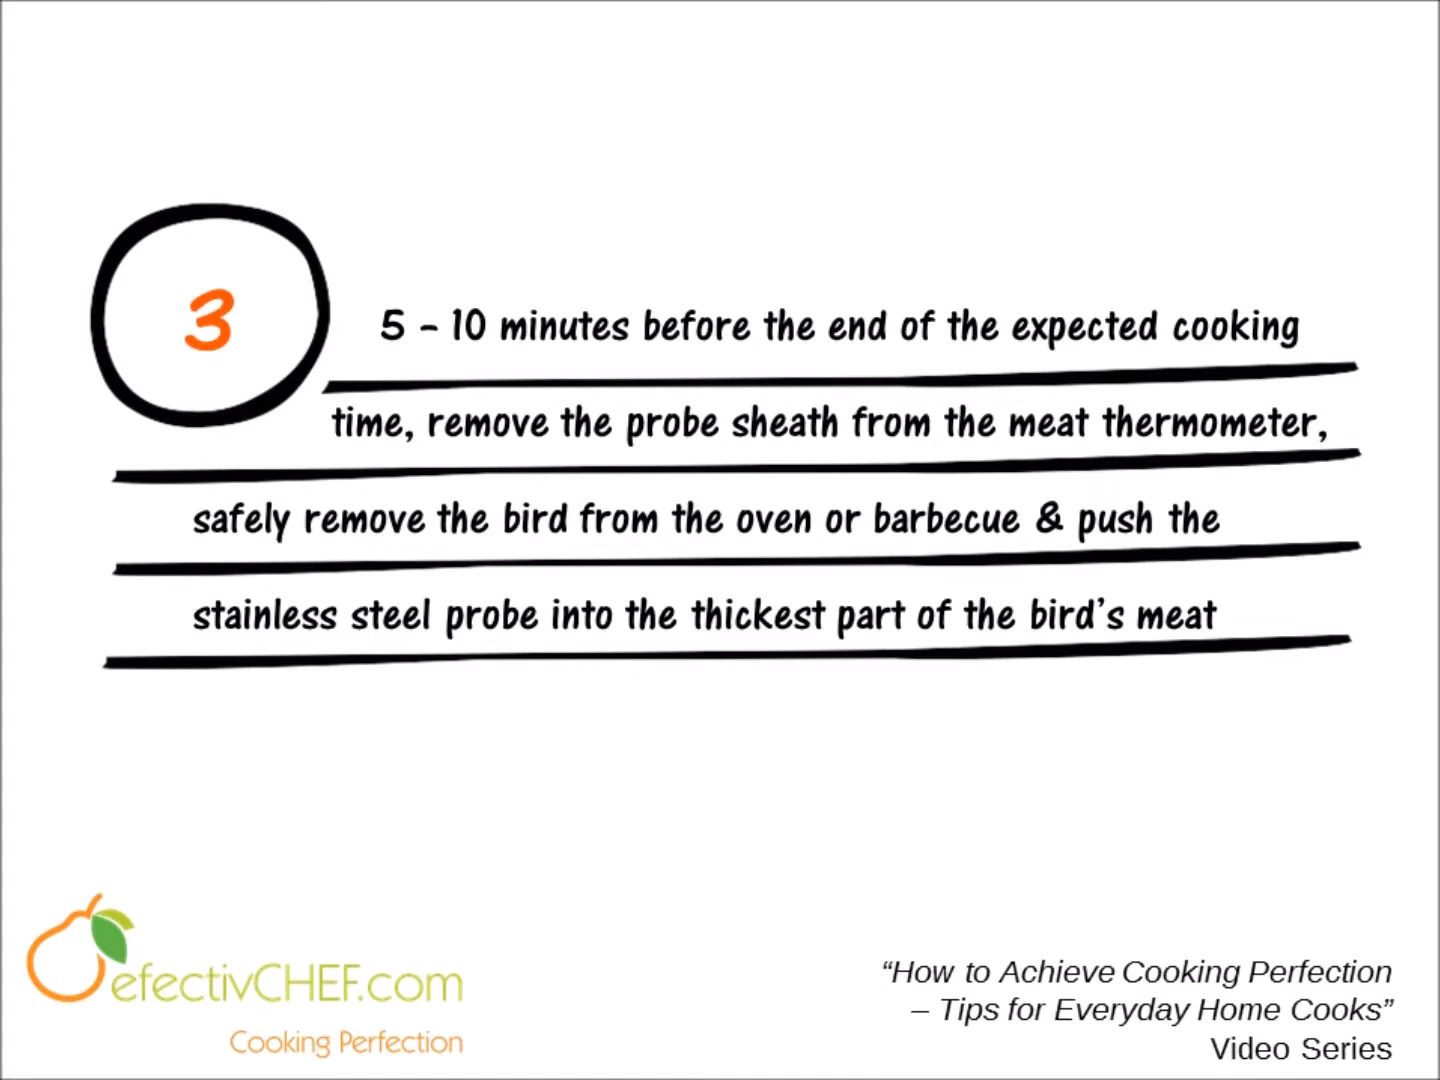 3
5 – 10 minutes before the end of the expected cooking
time, remove the probe sheath from the meat thermometer,
safely remove the bird from the oven or barbecue & push the
stainless steel probe into the thickest part of the bird's meat
efectivCHEF.com
Cooking Perfection
“How to Achieve Cooking Perfection
– Tips for Everyday Home Cooks”
Video Series